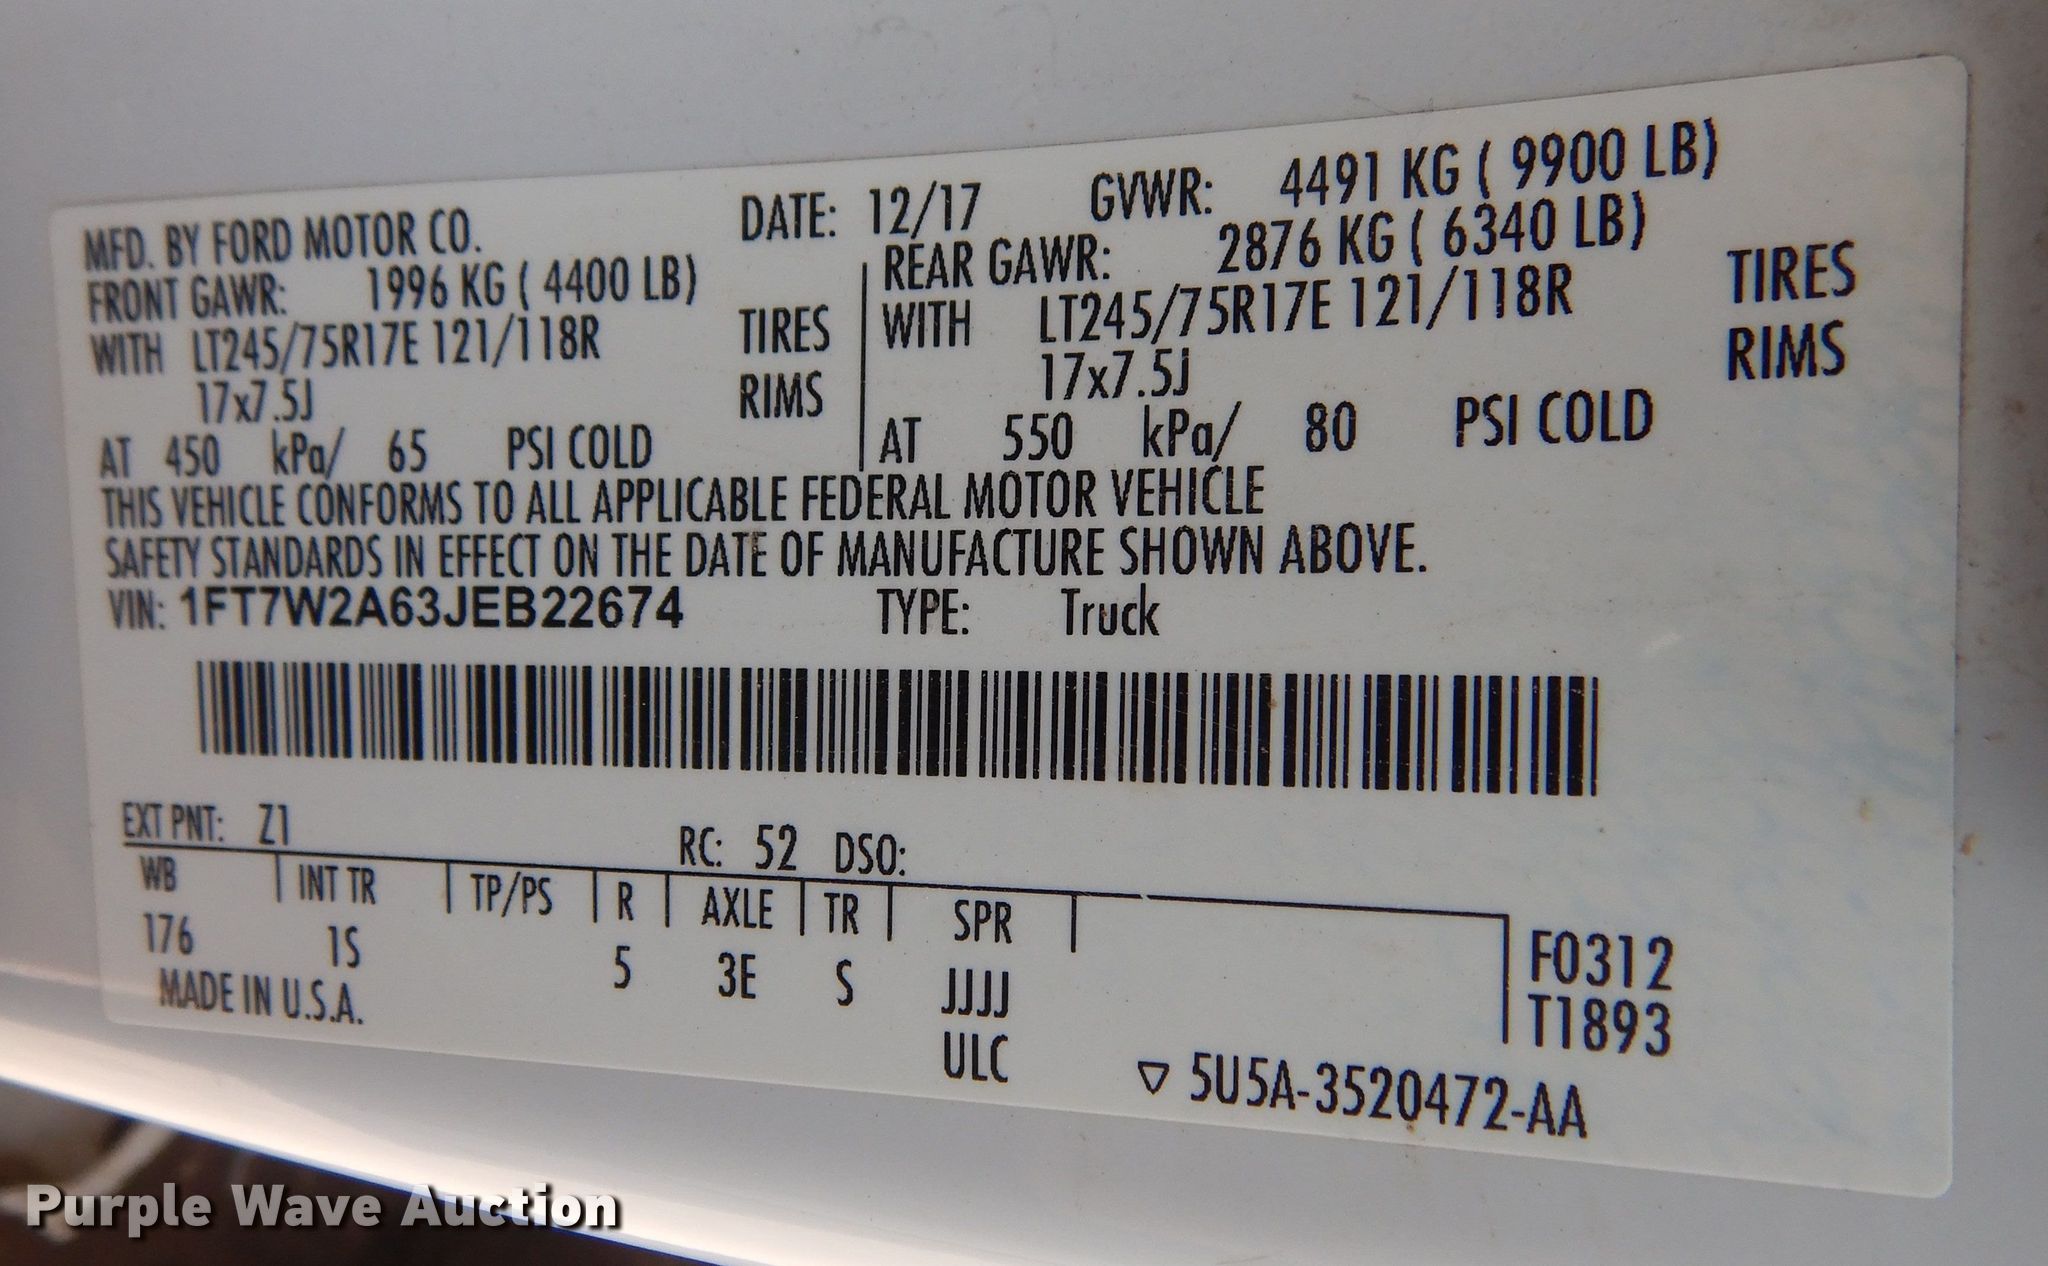 MFD. BY FORD MOTOR CO. DATE: 12/17 GVWR: 4491 KG ( 9900 LB)
FRONT GAWR: 1996 KG ( 4400 LB) REAR GAWR: 2876 KG ( 6340 LB)
WITH LT245/75R17E 121/118R TIRES WITH LT245/75R17E 121/118R TIRES
17x7.5J RIMS 17x7.5J RIMS
AT 450 kPa/ 65 PSI COLD AT 550 kPa/ 80 PSI COLD
THIS VEHICLE CONFORMS TO ALL APPLICABLE FEDERAL MOTOR VEHICLE
SAFETY STANDARDS IN EFFECT ON THE DATE OF MANUFACTURE SHOWN ABOVE.
VIN: 1FT7W2A63JEB22674 TYPE: Truck
EXT PNT: Z1 RC: 52 DSO:
WB INT TR TP/PS R AXLE TR SPR
176 1S 5 3E S JJJJ F0312
MADE IN U.S.A. ULC T1893
▽ 5U5A-3520472-AA
Purple Wave Auction